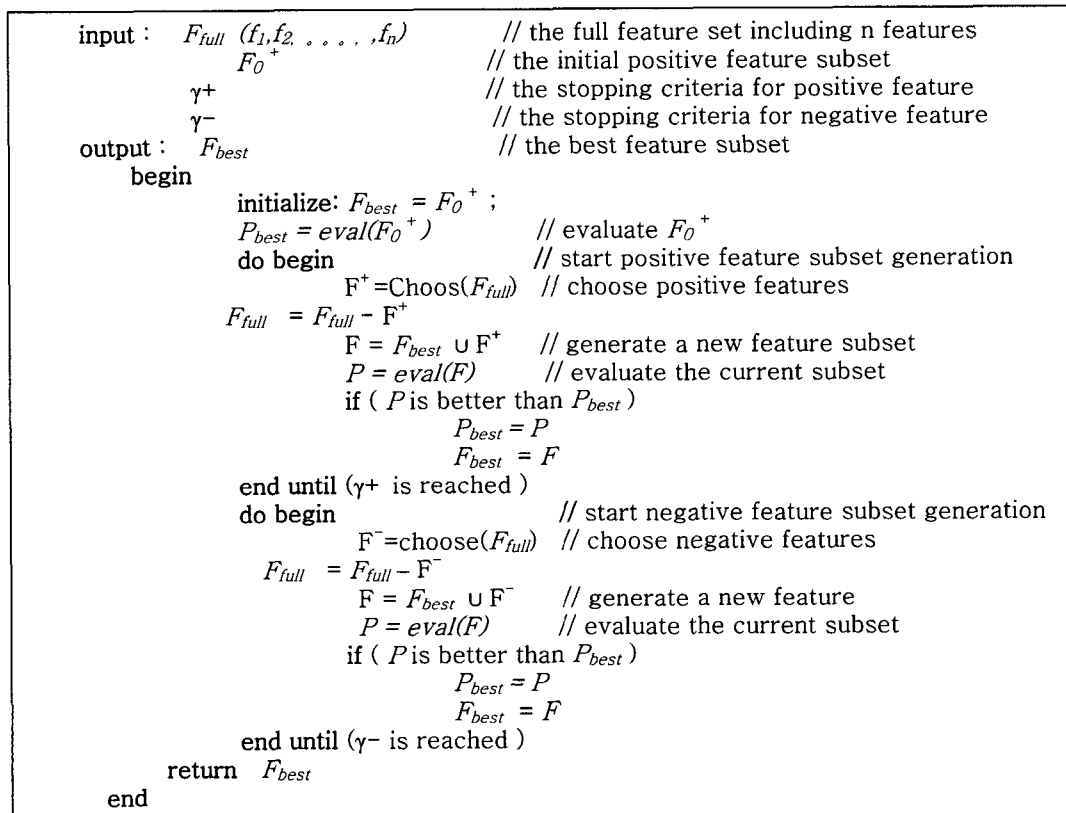 input : F_full (f_1,f_2, . . . . , ,f_n) // the full feature set including n features
F_0^+ // the initial positive feature subset
γ+ // the stopping criteria for positive feature
γ− // the stopping criteria for negative feature
output : F_best // the best feature subset
begin
initialize: F_best = F_0^+ ;
P_best = eval(F_0^+) // evaluate F_0^+
do begin // start positive feature subset generation
F^+=Choos(F_full) // choose positive features
F_full = F_full - F^+
F = F_best ∪ F^+ // generate a new feature subset
P = eval(F) // evaluate the current subset
if ( P is better than P_best )
P_best = P
F_best = F
end until (γ+ is reached )
do begin // start negative feature subset generation
F^-=choose(F_full) // choose negative features
F_full = F_full - F^-
F = F_best ∪ F^- // generate a new feature
P = eval(F) // evaluate the current subset
if ( P is better than P_best )
P_best = P
F_best = F
end until (γ− is reached )
return F_best
end